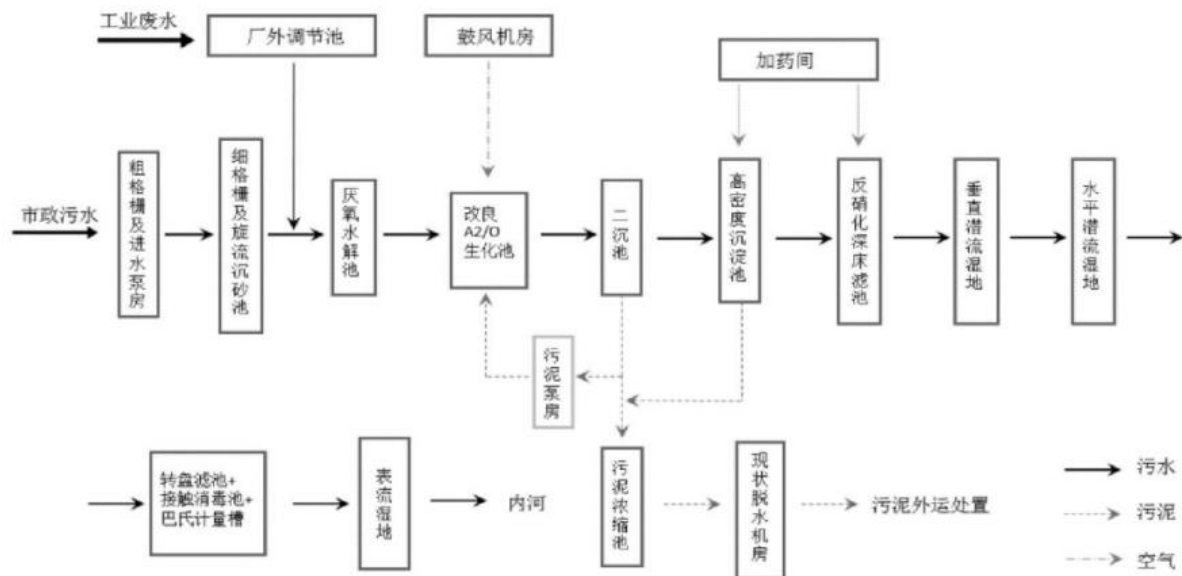 工业废水
厂外调节池
鼓风机房
加药间
市政污水
粗格栅及进水泵房
细格栅及旋流沉砂池
厌氧水解池
改良
A2/O
生化池
二沉池
高密度沉淀池
反硝化深床滤池
垂直潜流湿地
水平潜流湿地
污泥泵房
转盘滤池+
接触消毒池+
巴氏计量槽
表流湿地
内河
污泥浓缩池
现状脱水机房
污泥外运处置
污水
污泥
空气